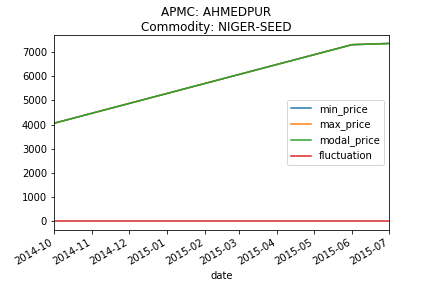 APMC: AHMEDPUR
Commodity: NIGER-SEED
7000
6000
5000
4000
3000
2000
1000
0
min_price
max_price
modal_price
fluctuation
2014-10
2014-11
2014-12
2015-01
2015-02
2015-03
2015-04
2015-05
2015-06
2015-07
date